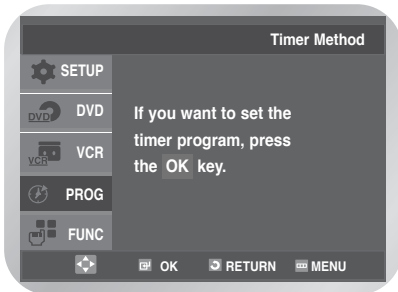 Timer Method
SETUP
DVD DVD
VCR VCR
PROG
FUNC
If you want to set the
timer program, press
the OK key.
OK RETURN MENU